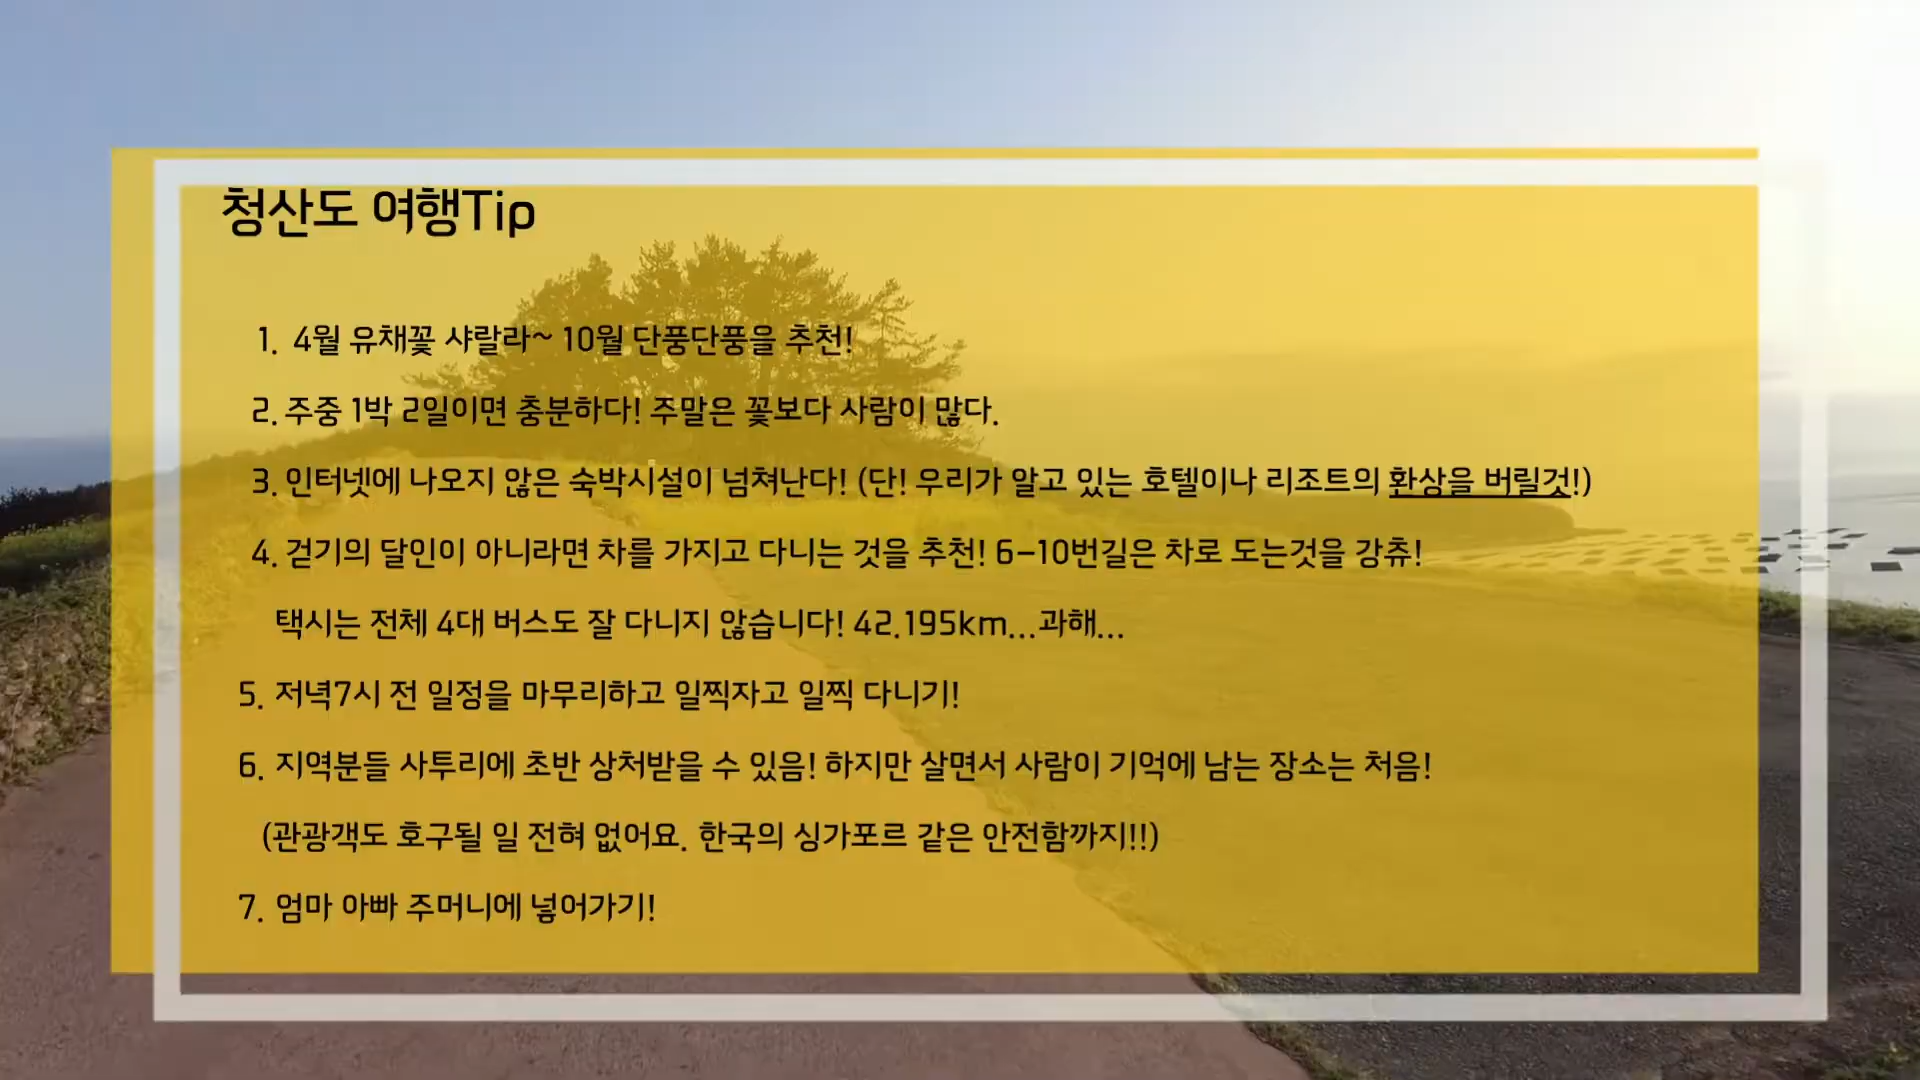 청산도 여행Tip
1. 4월 유채꽃 샤랄라~ 10월 단풍단풍을 추천!
2. 주중 1박 2일이면 충분하다! 주말은 꽃보다 사람이 많다.
3. 인터넷에 나오지 않은 숙박시설이 넘쳐난다! (단! 우리가 알고 있는 호텔이나 리조트의 환상을 버릴것!)
4. 걷기의 달인이 아니라면 차를 가지고 다니는 것을 추천! 6-10번길은 차로 도는것을 강츄!
택시는 전체 4대 버스도 잘 다니지 않습니다! 42.195km...과해...
5. 저녁7시 전 일정을 마무리하고 일찍자고 일찍 다니기!
6. 지역분들 사투리에 초반 상처받을 수 있음! 하지만 살면서 사람이 기억에 남는 장소는 처음!
(관광객도 호구될 일 전혀 없어요. 한국의 싱가포르 같은 안전함까지!!)
7. 엄마 아빠 주머니에 넣어가기!